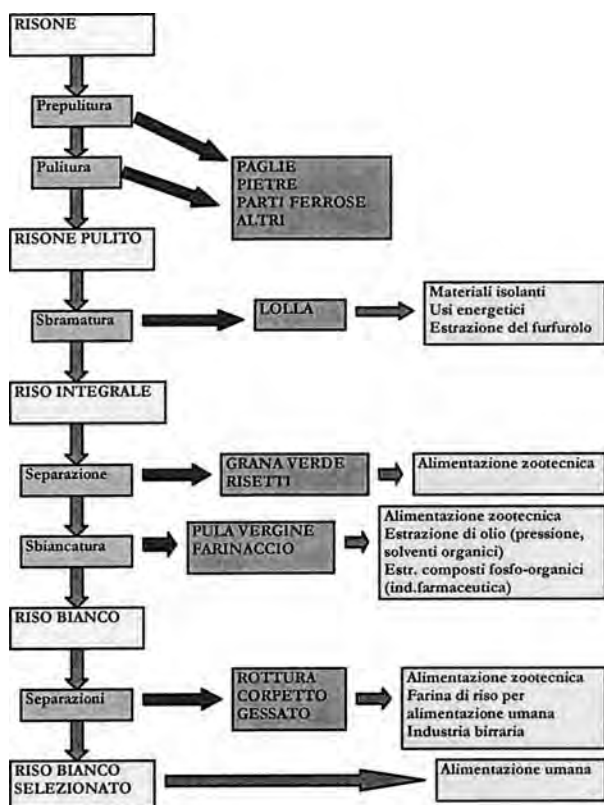 RISONE
Prepulitura
Pulitura
PAGLIE
PIETRE
PARTI FERROSE
ALTRI
RISONE PULITO
Sbramatura
LOLLA
Materiali isolanti
Usi energetici
Estrazione del furfurolo
RISO INTEGRALE
Separazione
GRANA VERDE
RISETTI
Alimentazione zootecnica
Sbiancatura
PULA VERGINE
FARINACCIO
Alimentazione zootecnica
Estrazione di olio (pressione,
solventi organici)
Estr. composti fosfo-organici
(ind.farmaceutica)
RISO BIANCO
Separazioni
ROTTURA
CORPETTO
GESSATO
Alimentazione zootecnica
Farina di riso per
alimentazione umana
Industria birraria
RISO BIANCO
SELEZIONATO
Alimentazione umana